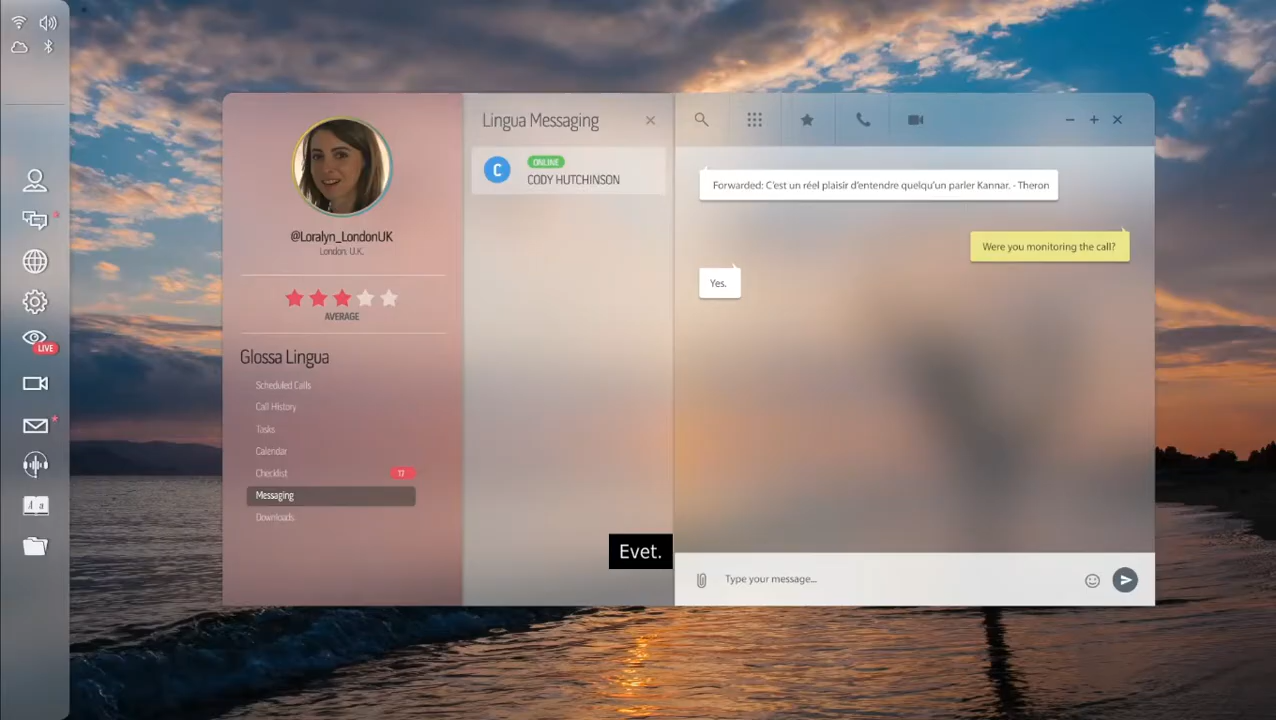 LIVE
@Loralyn_LondonUK
London, U.K.
AVERAGE
Glossa Lingua
Scheduled Calls
Call History
Tasks
Calendar
Checklist 17
Messaging
Downloads
Lingua Messaging
C
ONLINE
CODY HUTCHINSON
Forwarded: C'est un réel plaisir d'entendre quelqu'un parler Kannar. - Theron
Were you monitoring the call?
Yes.
Evet.
Type your message...